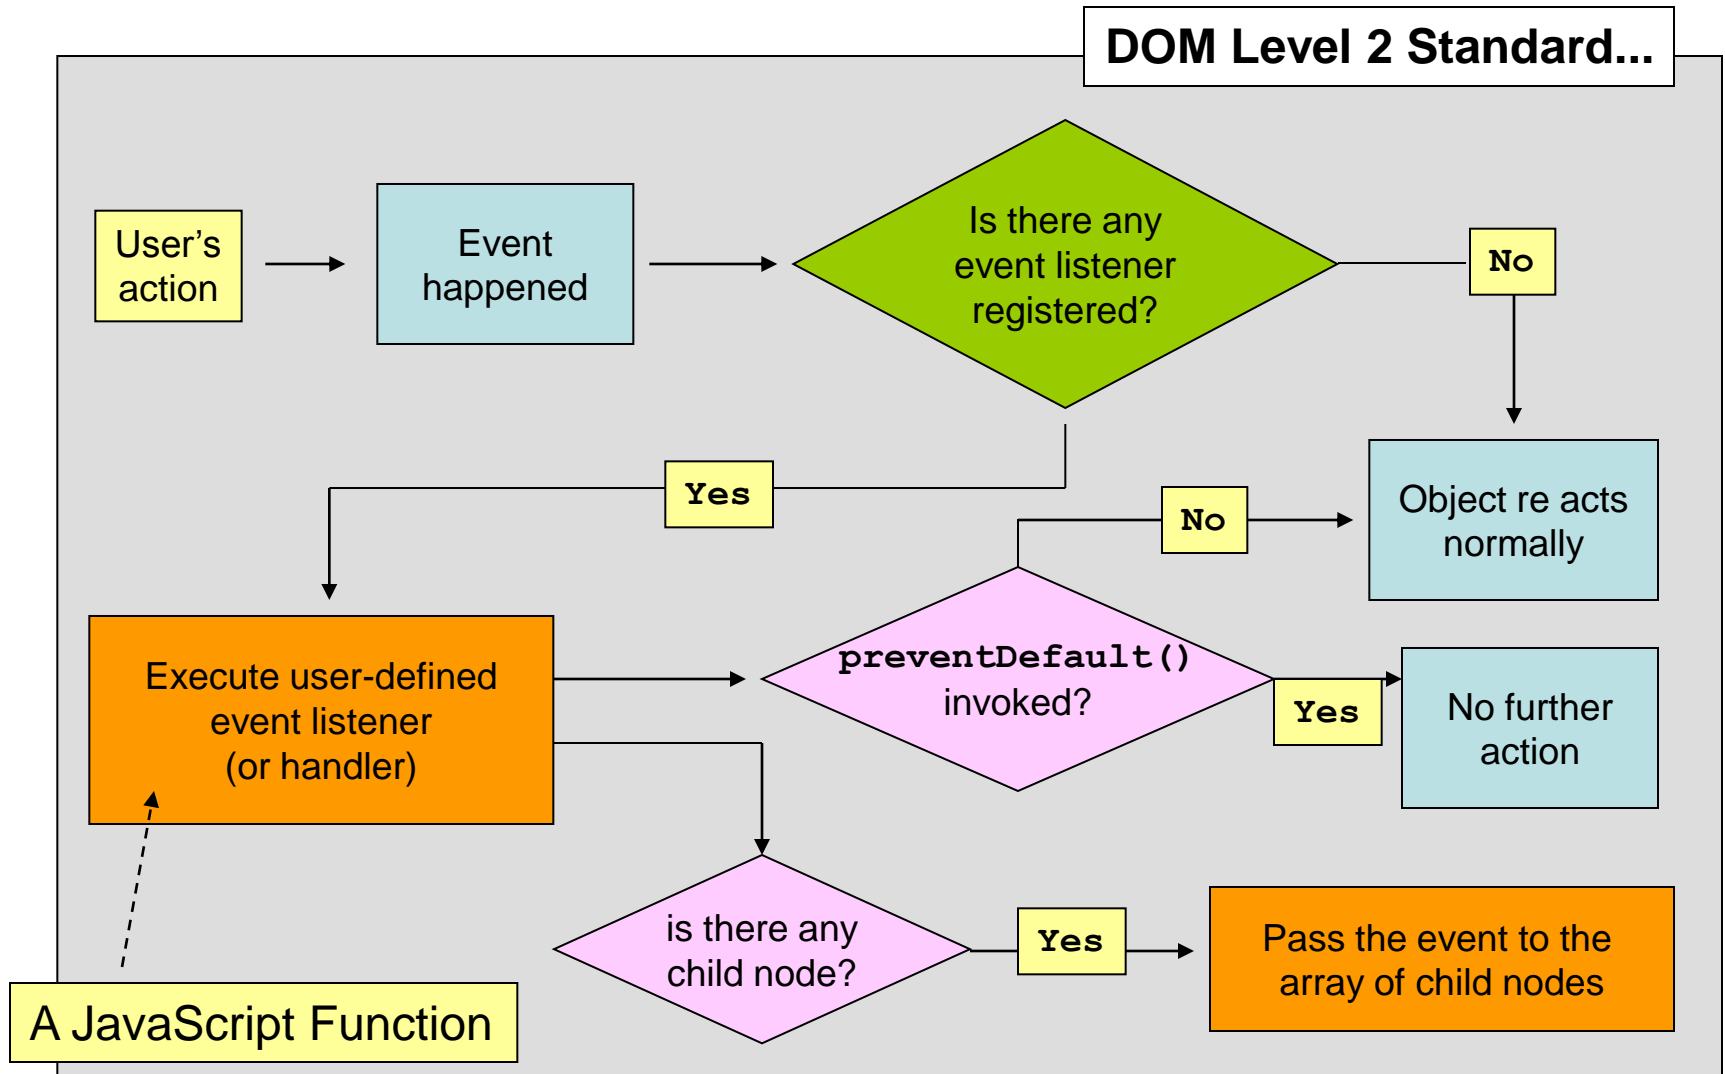 DOM Level 2 Standard...
User’s
action
Event
happened
Is there any
event listener
registered?
No
Yes
No
Object re acts
normally
Execute user-defined
event listener
(or handler)
preventDefault()
invoked?
Yes
No further
action
is there any
child node?
Yes
Pass the event to the
array of child nodes
A JavaScript Function